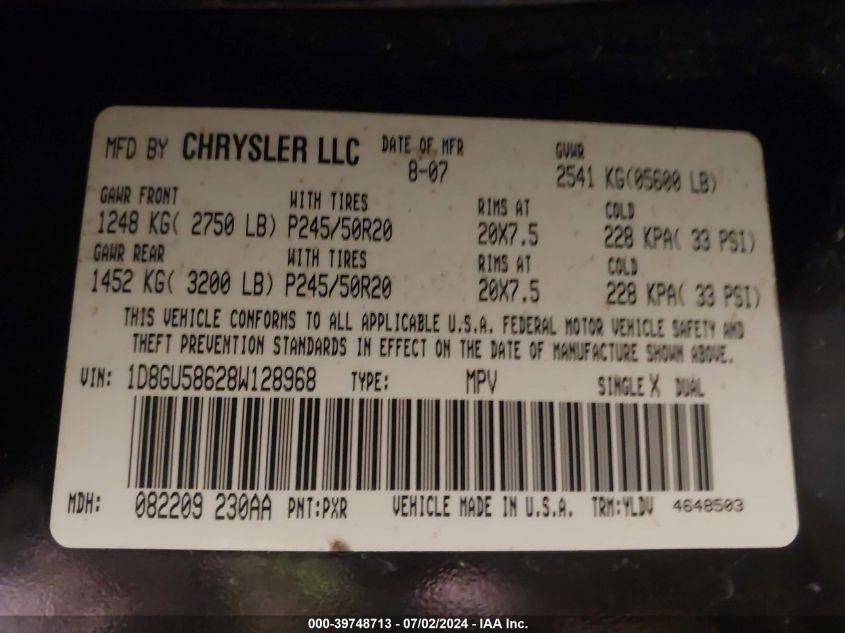 MFD BY CHRYSLER LLC DATE OF MFR 8-07 GVWR 2541 KG(05600 LB)
GAWR FRONT WITH TIRES RIMS AT COLD
1248 KG( 2750 LB) P245/50R20 20X7.5 228 KPA( 33 PSI)
GAWR REAR WITH TIRES RIMS AT COLD
1452 KG( 3200 LB) P245/50R20 20X7.5 228 KPA( 33 PSI)
THIS VEHICLE CONFORMS TO ALL APPLICABLE U.S.A. FEDERAL MOTOR VEHICLE SAFETY AND
THEFT PREVENTION STANDARDS IN EFFECT ON THE DATE OF MANUFACTURE SHOWN ABOVE.
VIN: 1D8GU58628W128968 TYPE: MPV SINGLE X DUAL
MDH: 082209 230AA PNT:PXR VEHICLE MADE IN U.S.A. TRM:YLDV 4648503
000-39748713 - 07/02/2024 - IAA Inc.